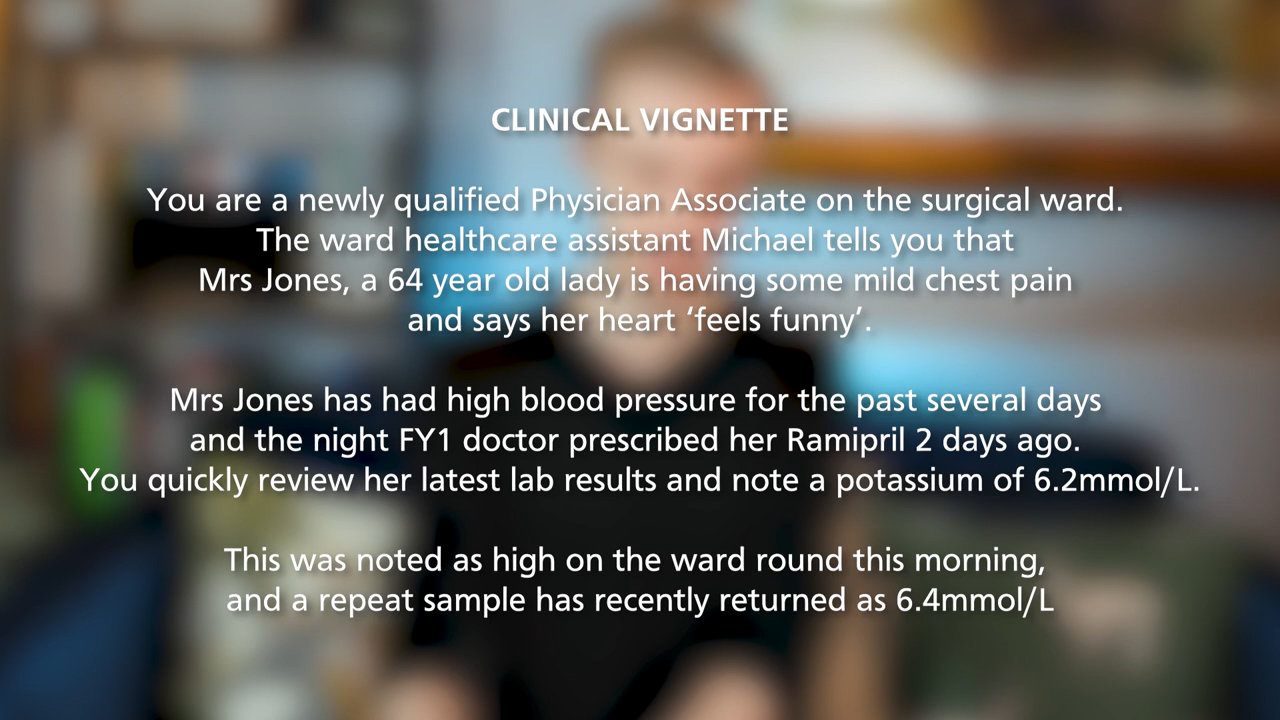 CLINICAL VIGNETTE
You are a newly qualified Physician Associate on the surgical ward.
The ward healthcare assistant Michael tells you that
Mrs Jones, a 64 year old lady is having some mild chest pain
and says her heart ‘feels funny’.
Mrs Jones has had high blood pressure for the past several days
and the night FY1 doctor prescribed her Ramipril 2 days ago.
You quickly review her latest lab results and note a potassium of 6.2mmol/L.
This was noted as high on the ward round this morning,
and a repeat sample has recently returned as 6.4mmol/L